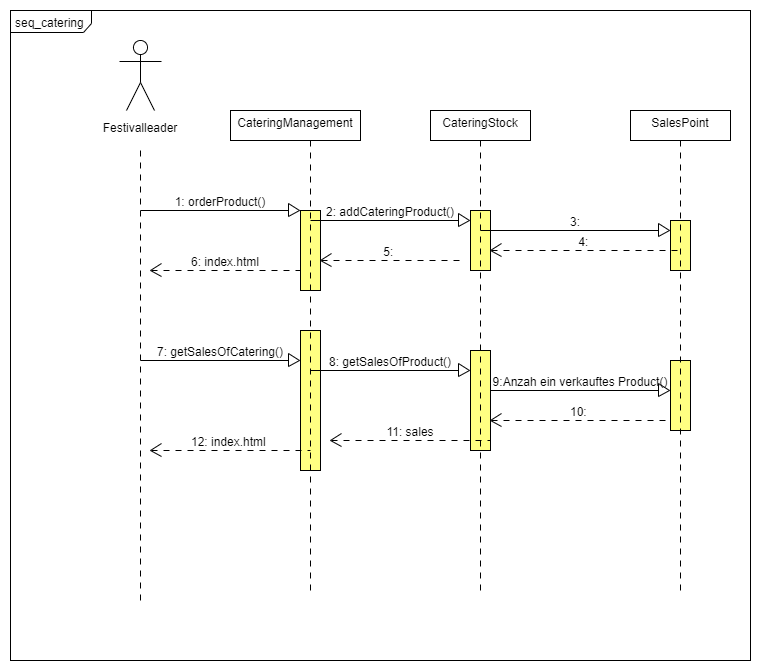 seq_catering
Festivalleader
CateringManagement
CateringStock
SalesPoint
1: orderProduct()
2: addCateringProduct()
3:
4:
5:
6: index.html
7: getSalesOfCatering()
8: getSalesOfProduct()
9:Anzah ein verkauftes Product()
10:
11: sales
12: index.html